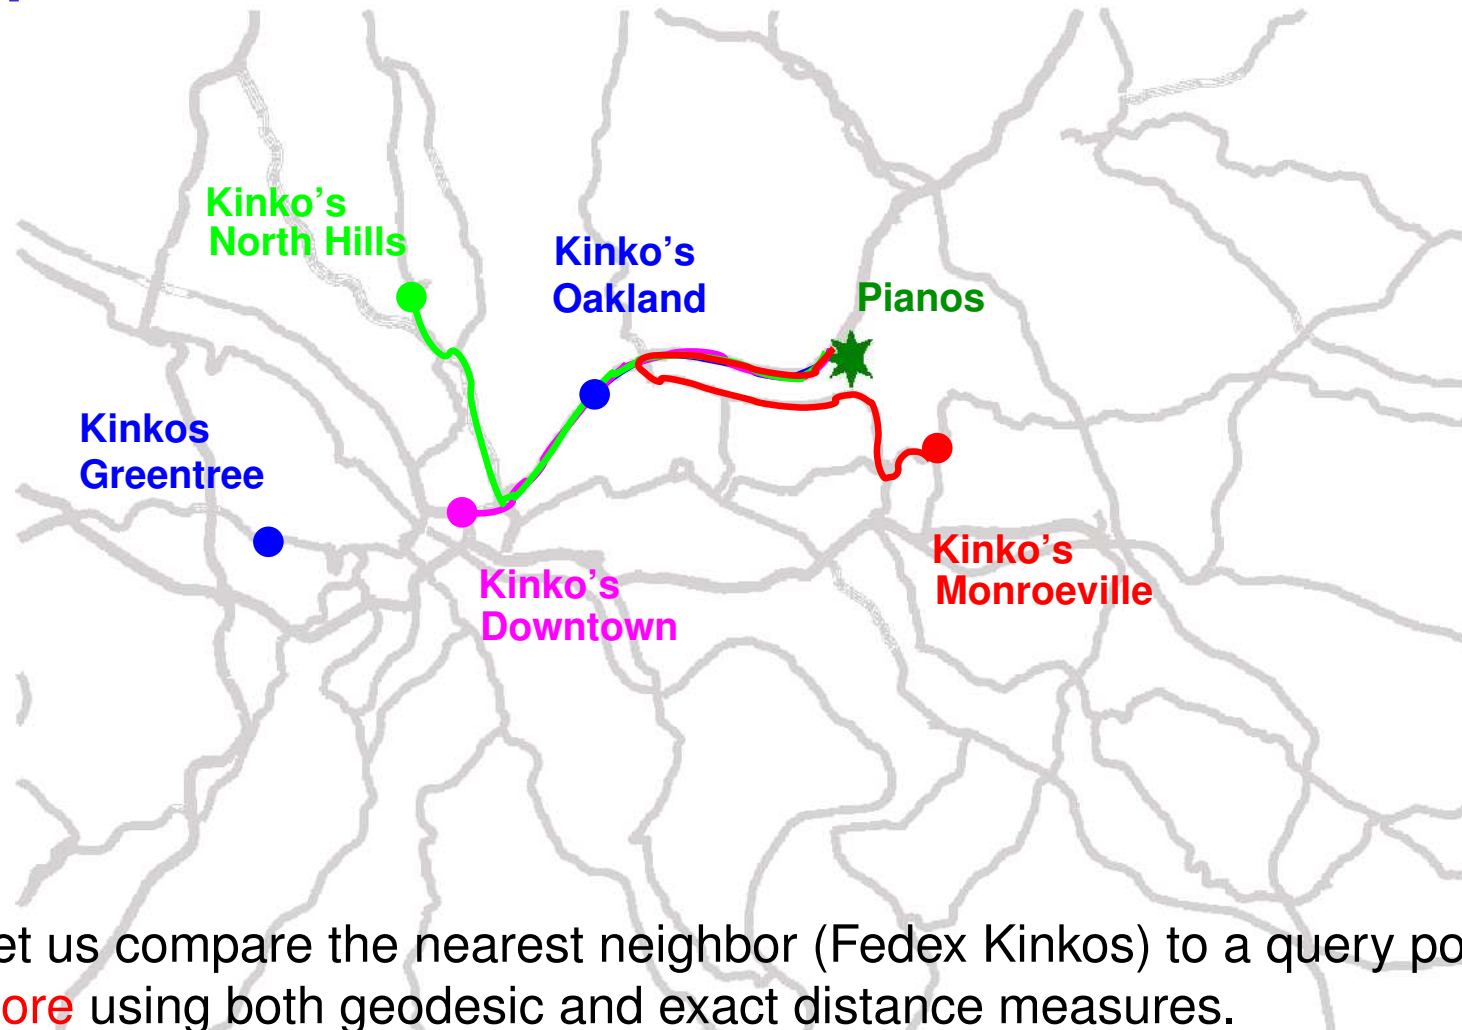 Kinko's
North Hills
Kinko's
Oakland
Pianos
Kinkos
Greentree
Kinko's
Monroeville
Kinko's
Downtown
et us compare the nearest neighbor (Fedex Kinkos) to a query po
ore using both geodesic and exact distance measures.